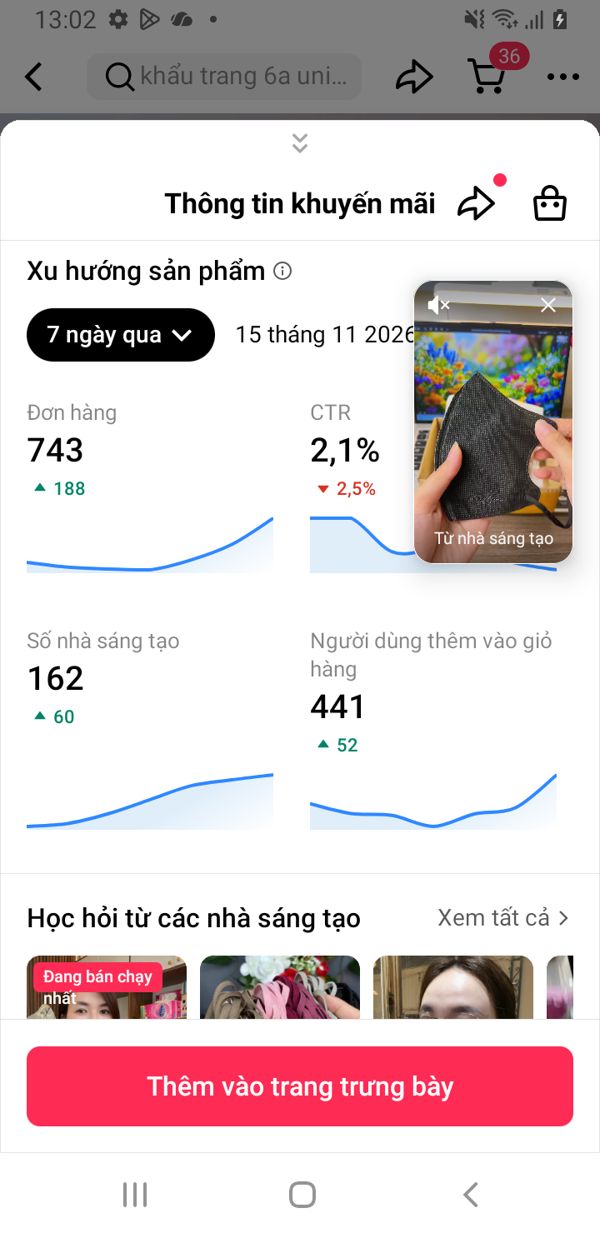 13:02
khẩu trang 6a uni...
36
Thông tin khuyến mãi
Xu hướng sản phẩm
7 ngày qua
15 tháng 11 2026
Đơn hàng
743
188
CTR
2,1%
2,5%
Từ nhà sáng tạo
Số nhà sáng tạo
162
60
Người dùng thêm vào giỏ
hàng
441
52
Học hỏi từ các nhà sáng tạo
Xem tất cả
Đang bán chạy
nhất
Thêm vào trang trưng bày